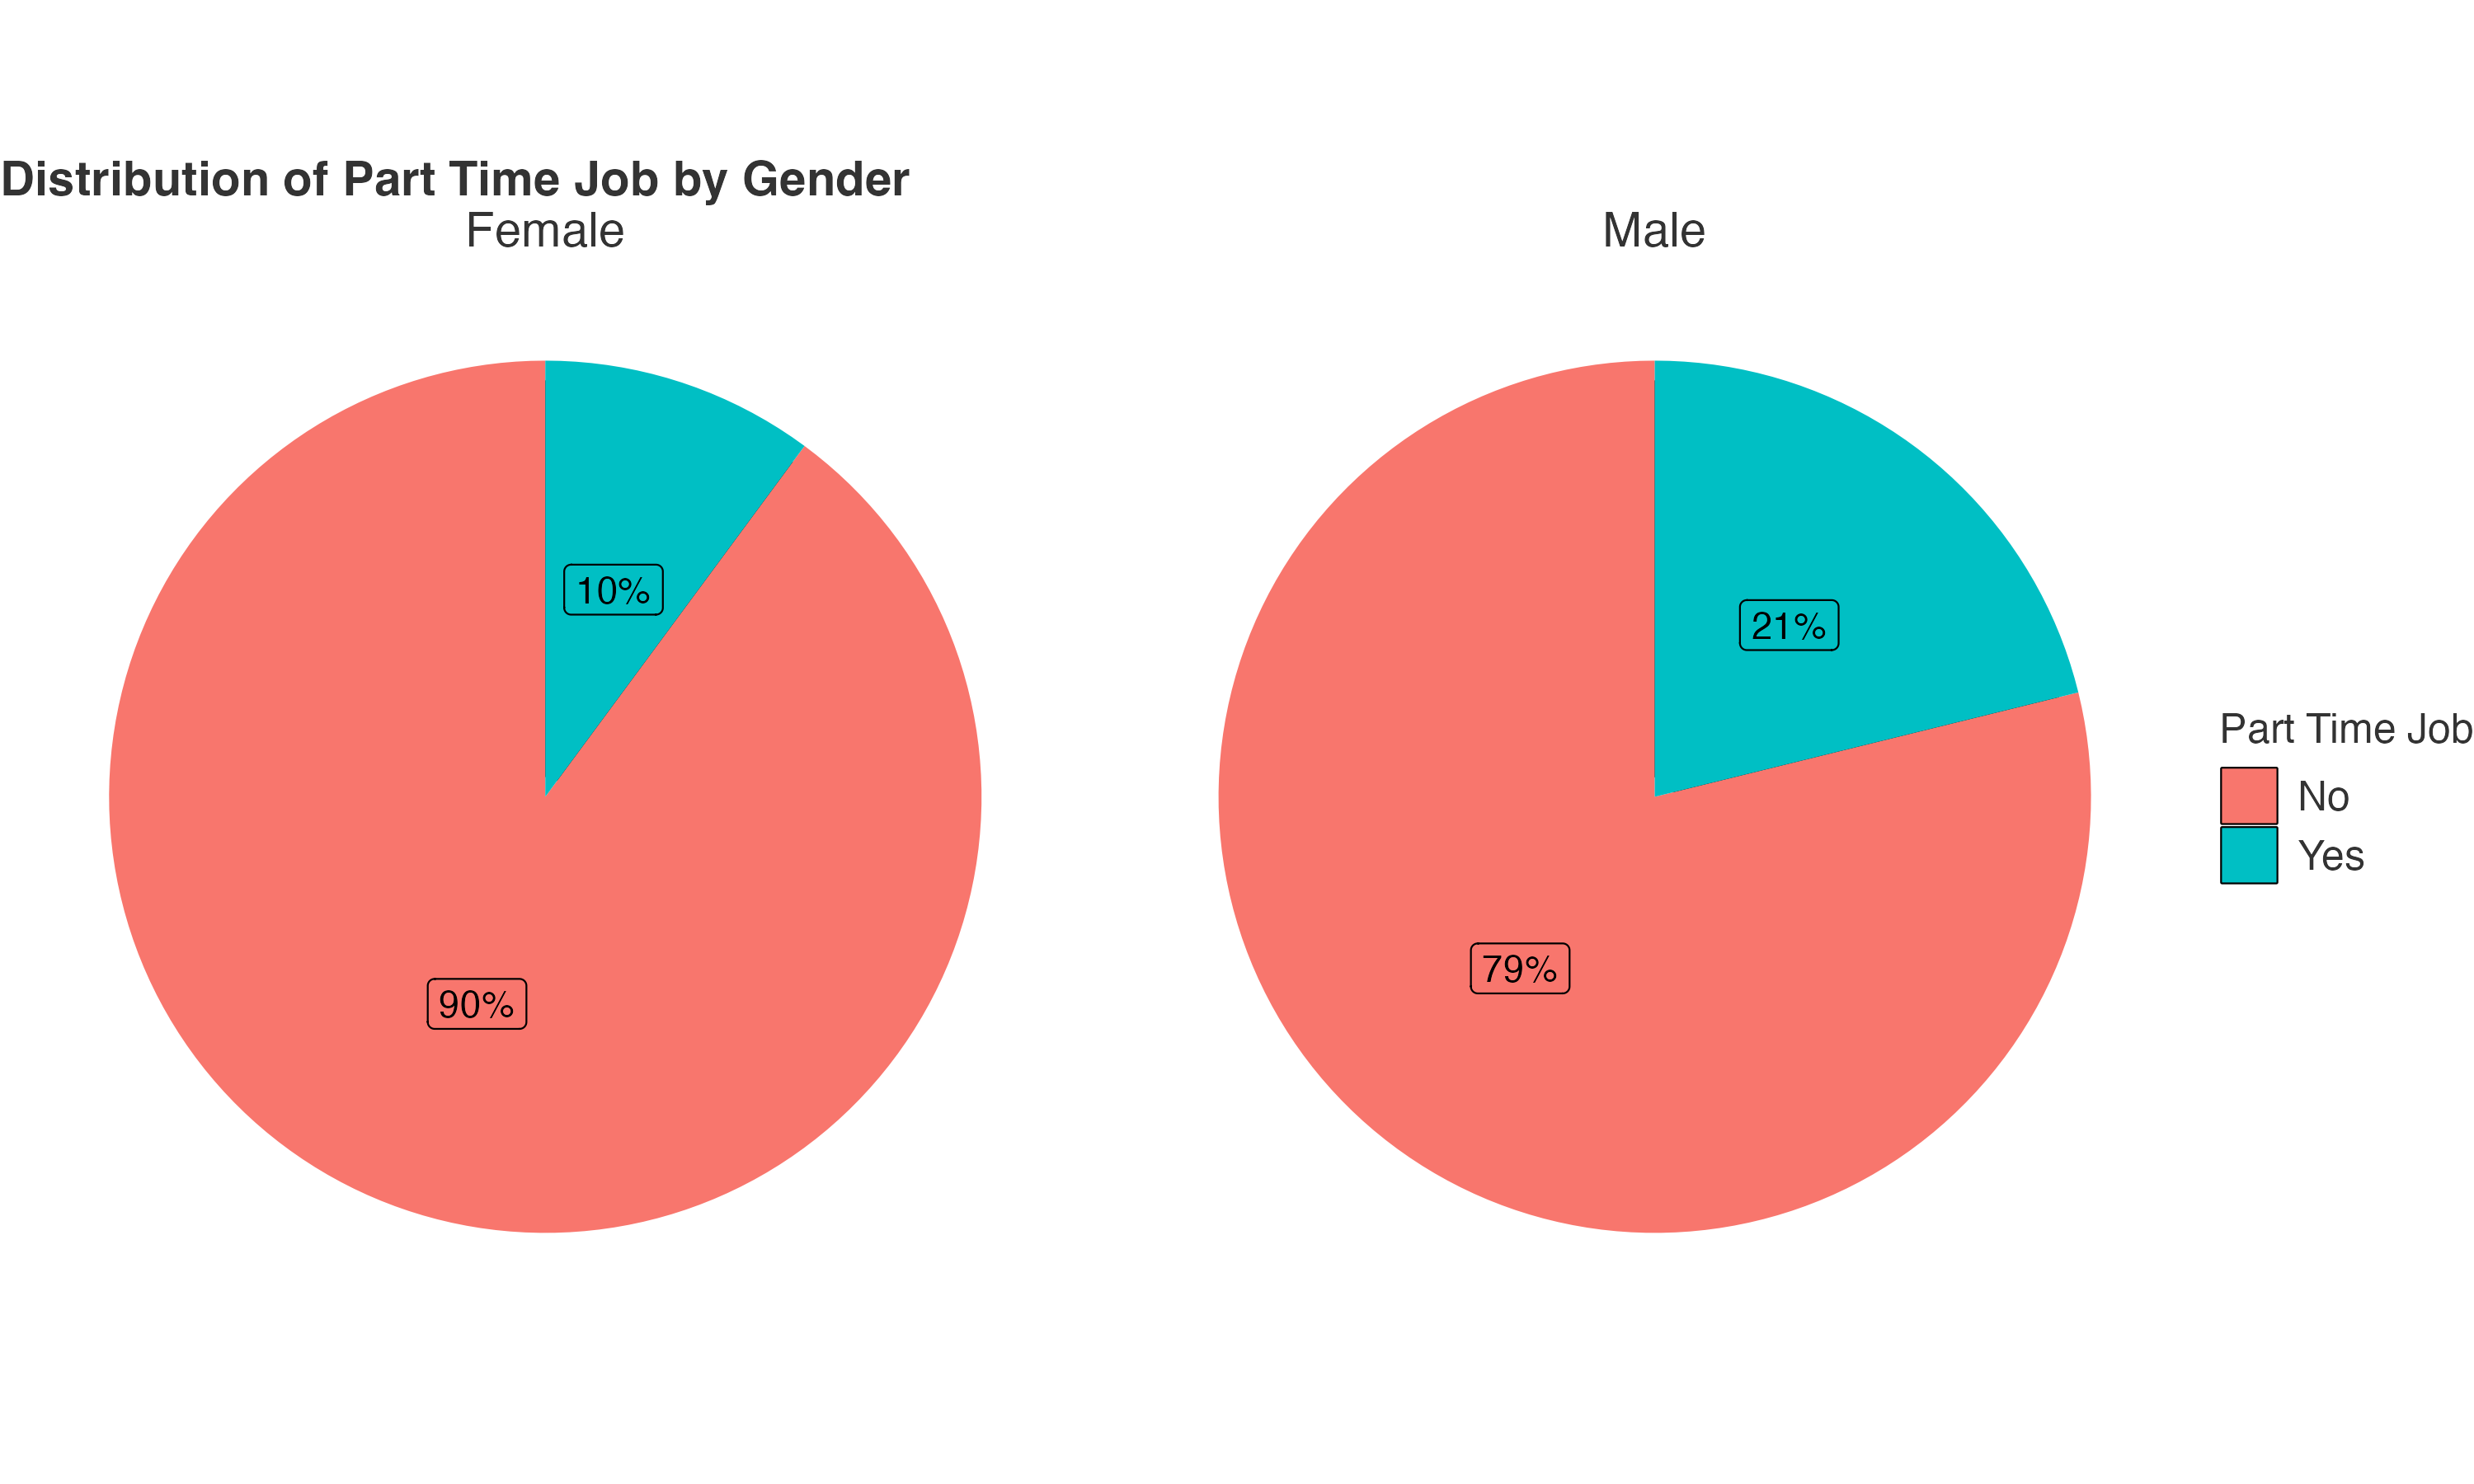 Distribution of Part Time Job by Gender
Female
Male
10%
90%
21%
79%
Part Time Job
No
Yes